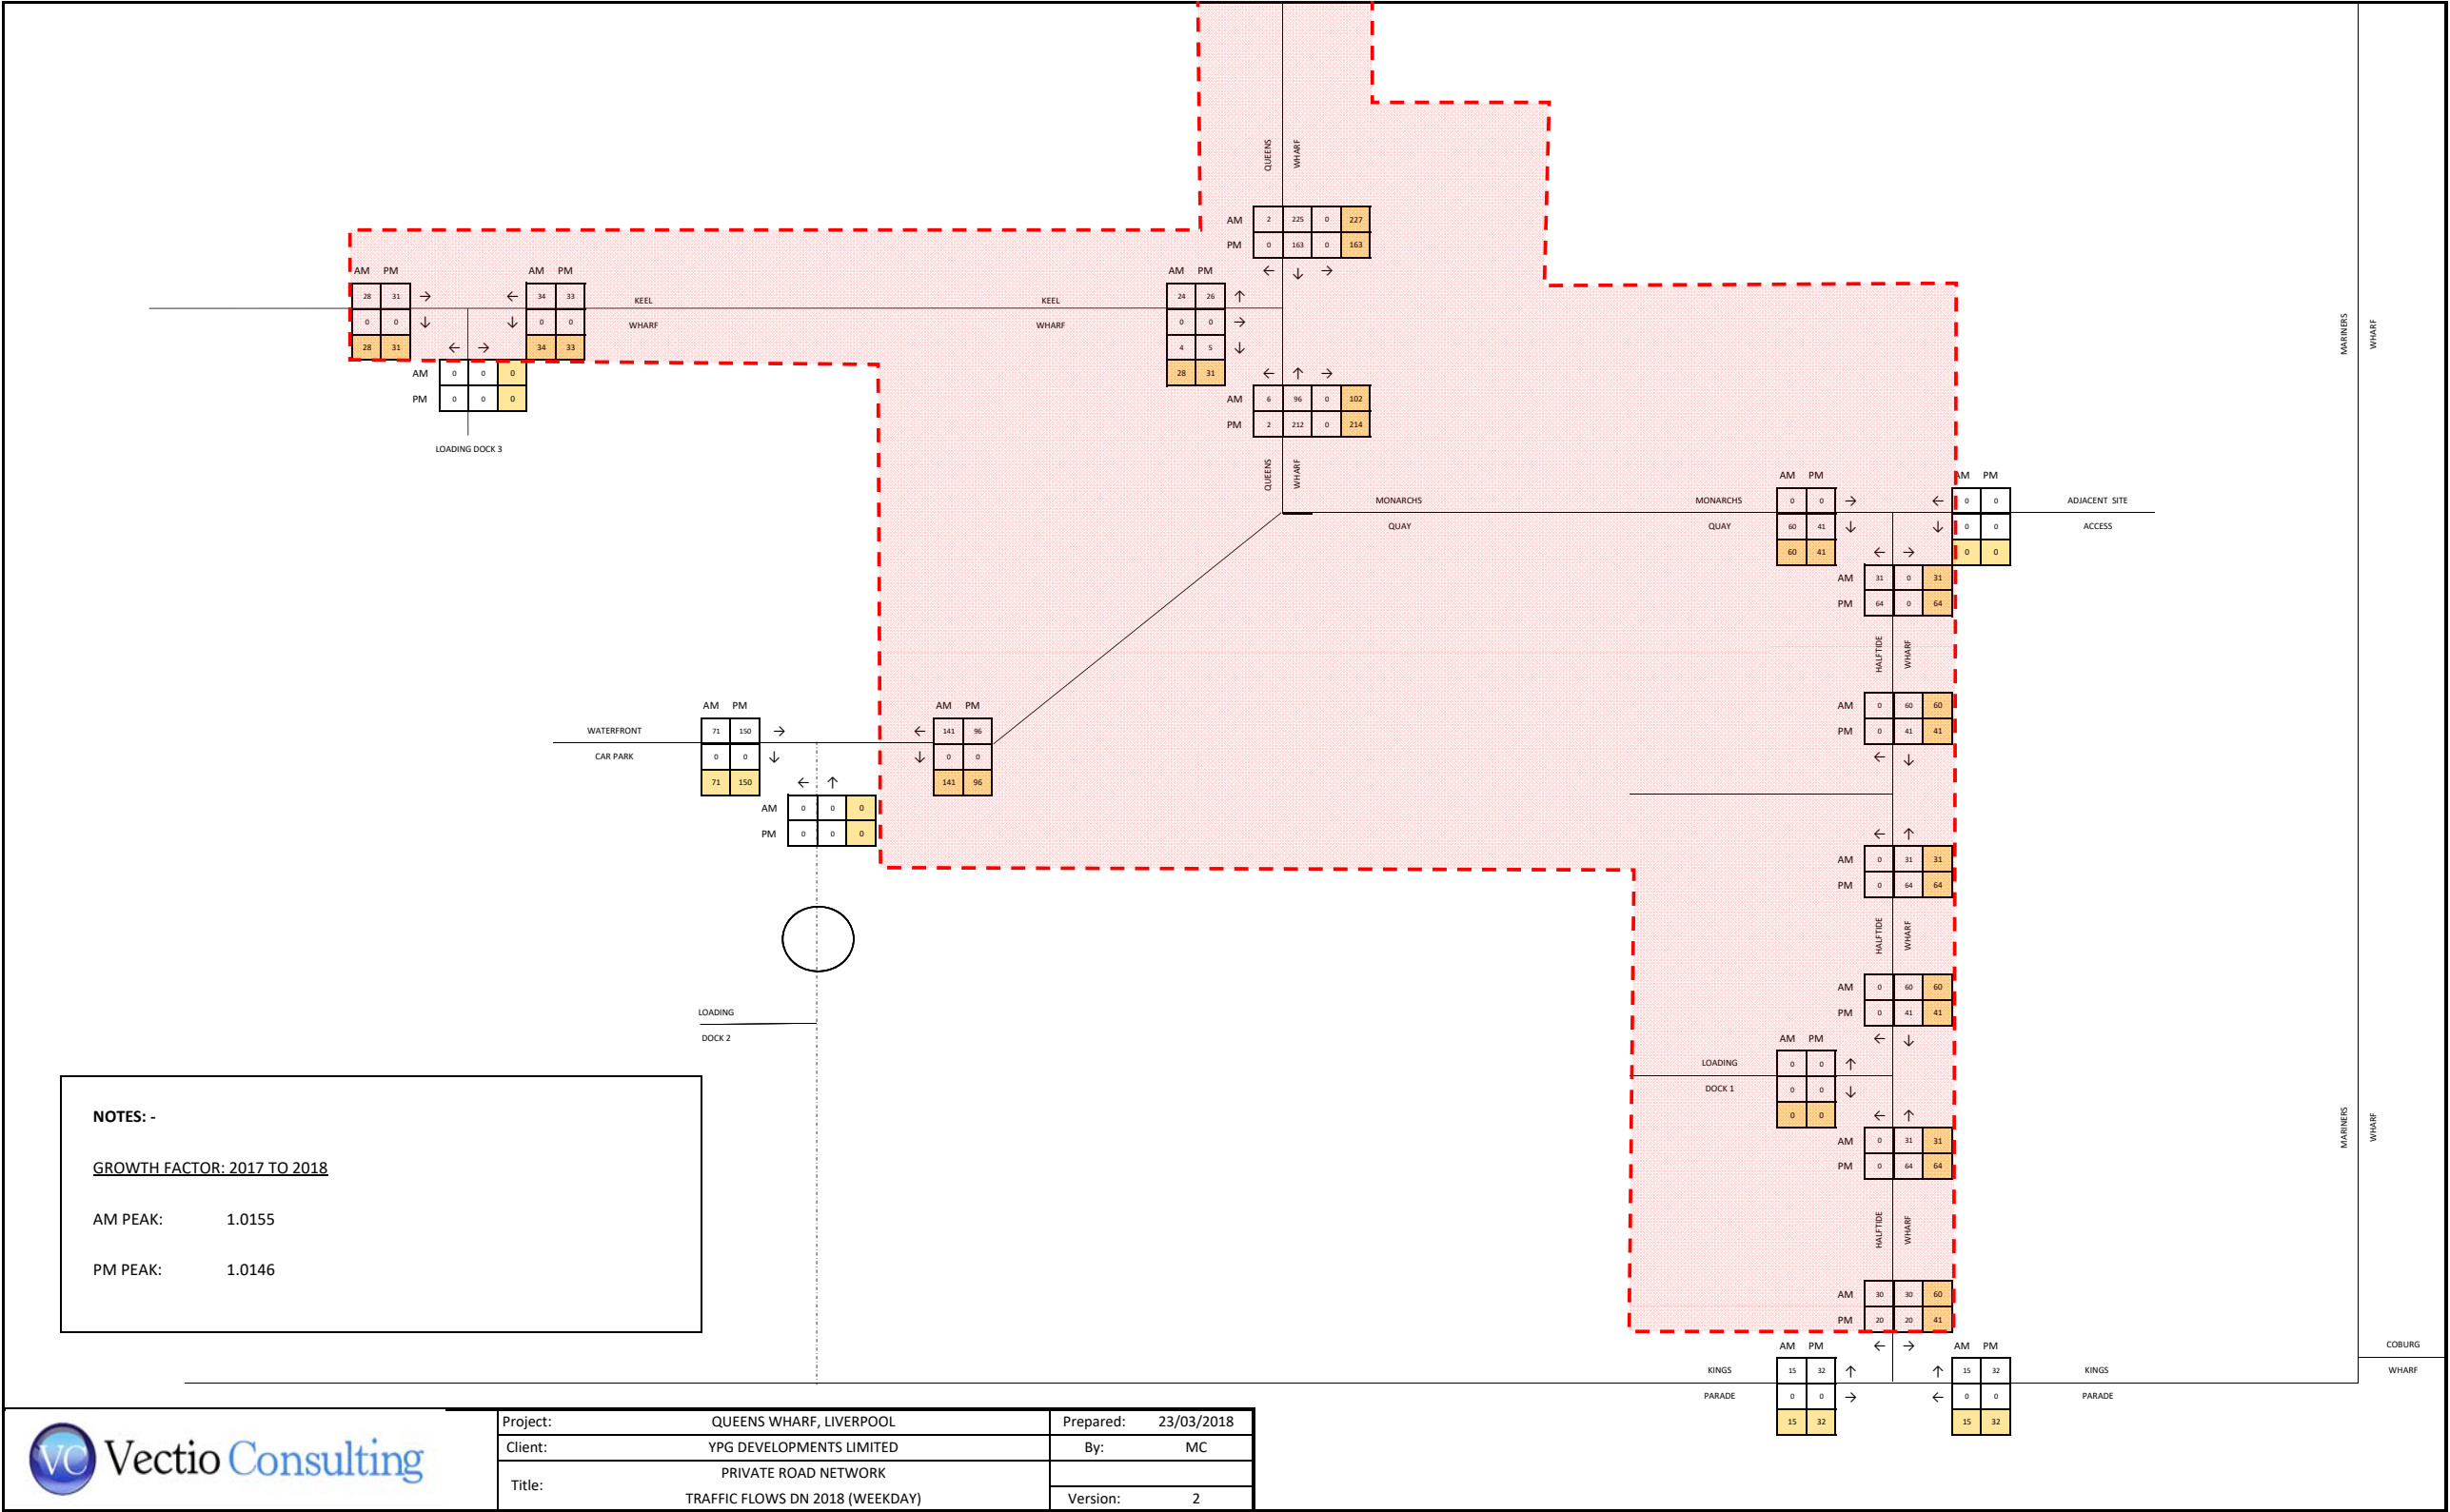 QUEENS
WHARF
AM 2 225 0 227
PM 0 163 0 163
← ↓ →
AM PM
28 31 →
0 0 ↓
28 31
AM PM
← 34 33
↓ 0 0
34 33
← →
AM 0 0 0
PM 0 0 0
LOADING DOCK 3
KEEL
WHARF
KEEL
WHARF
AM PM
24 26 ↑
0 0 →
4 5 ↓
28 31
← ↑ →
AM 6 96 0 102
PM 2 212 0 214
QUEENS
WHARF
MARINERS
WHARF
MONARCHS
QUAY
MONARCHS
QUAY
AM PM
0 0 →
60 41 ↓
60 41
AM PM
← 0 0
↓ 0 0
0 0
ADJACENT SITE
ACCESS
← →
AM 31 0 31
PM 64 0 64
HALFTIDE
WHARF
AM 0 60 60
PM 0 41 41
← ↓
WATERFRONT
CAR PARK
AM PM
71 150 →
0 0 ↓
71 150
AM PM
← 141 96
↓ 0 0
141 96
← ↑
AM 0 0 0
PM 0 0 0
← ↑
AM 0 31 31
PM 0 64 64
HALFTIDE
WHARF
AM 0 60 60
PM 0 41 41
← ↓
LOADING
DOCK 2
LOADING
DOCK 1
AM PM
0 0 ↑
0 0 ↓
0 0
← ↑
AM 0 31 31
PM 0 64 64
MARINERS
WHARF
HALFTIDE
WHARF
AM 30 30 60
PM 20 20 41
← →
KINGS
PARADE
AM PM
15 32 ↑
0 0 →
15 32
AM PM
↑ 15 32
← 0 0
15 32
KINGS
PARADE
COBURG
WHARF
NOTES: -
GROWTH FACTOR: 2017 TO 2018
AM PEAK: 1.0155
PM PEAK: 1.0146
VC Vectio Consulting
Project: QUEENS WHARF, LIVERPOOL Prepared: 23/03/2018
Client: YPG DEVELOPMENTS LIMITED By: MC
Title: PRIVATE ROAD NETWORK
TRAFFIC FLOWS DN 2018 (WEEKDAY) Version: 2